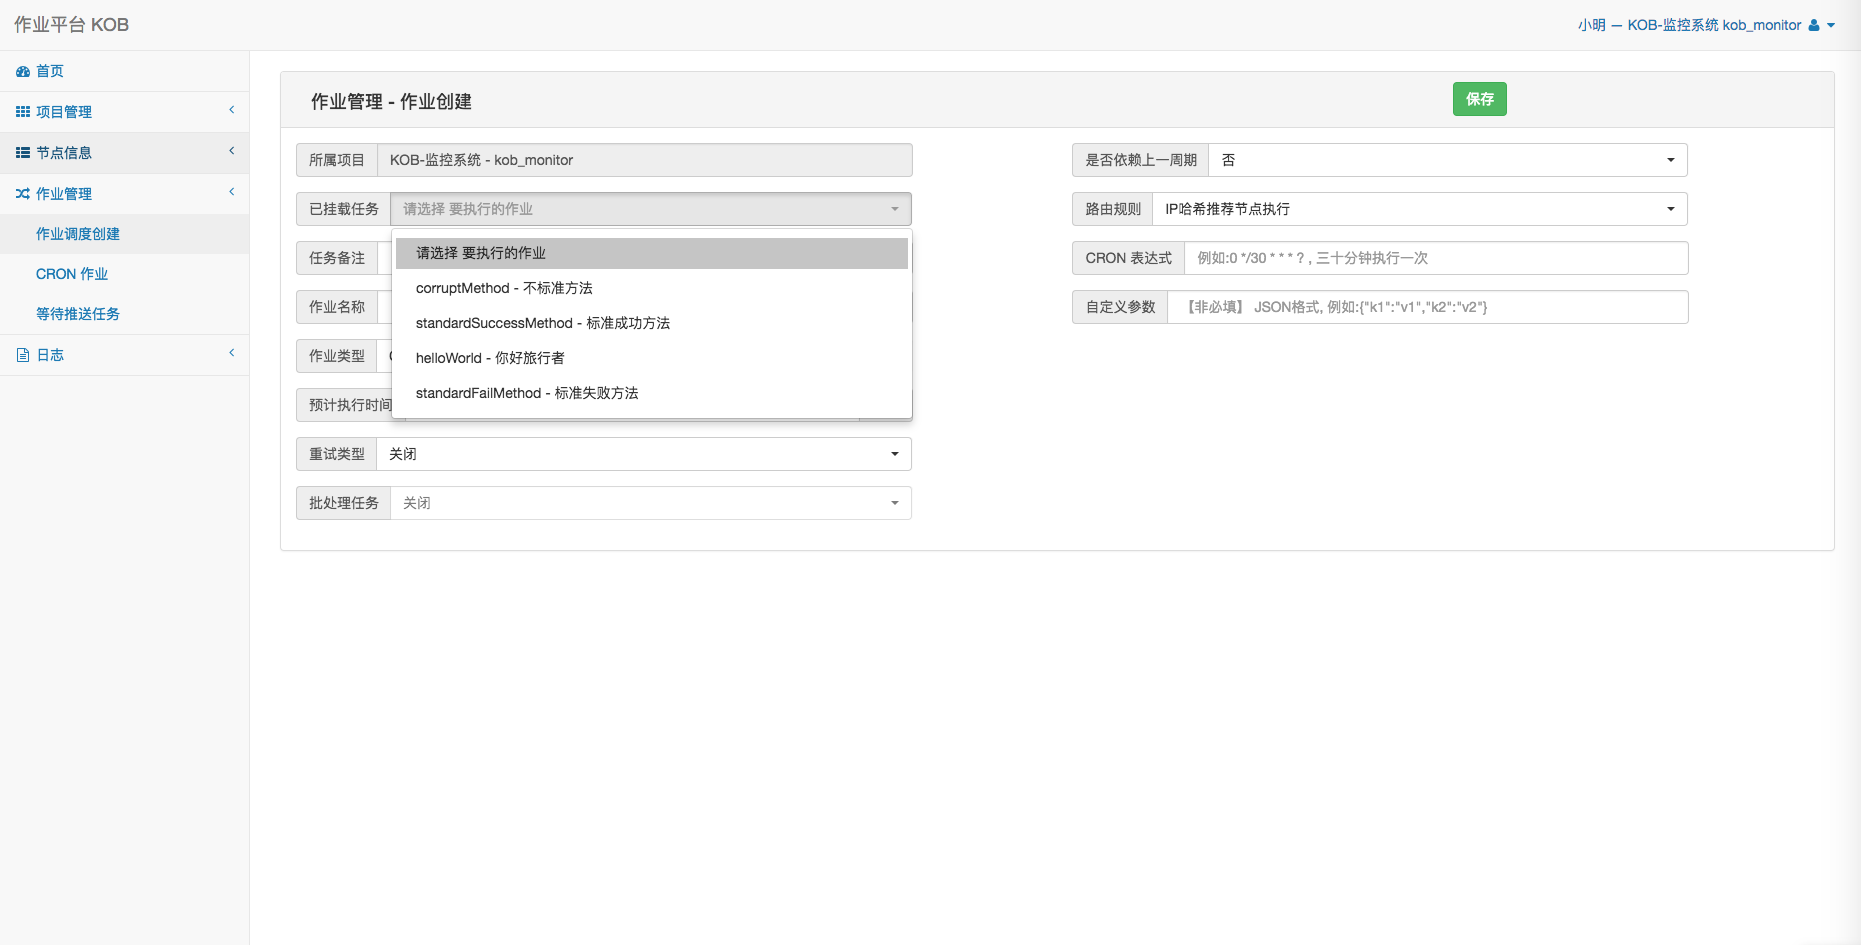 作业平台 KOB
小明 — KOB-监控系统 kob_monitor
首页
项目管理
节点信息
作业管理
作业调度创建
CRON 作业
等待推送任务
日志
作业管理 - 作业创建
保存
所属项目 KOB-监控系统 - kob_monitor
已挂载任务 请选择 要执行的作业
请选择 要执行的作业
corruptMethod - 不标准方法
standardSuccessMethod - 标准成功方法
helloWorld - 你好旅行者
standardFailMethod - 标准失败方法
任务备注
作业名称
作业类型
预计执行时间
重试类型 关闭
批处理任务 关闭
是否依赖上一周期 否
路由规则 IP哈希推荐节点执行
CRON 表达式 例如:0 */30 * * * ? , 三十分钟执行一次
自定义参数 【非必填】 JSON格式, 例如:{"k1":"v1","k2":"v2"}